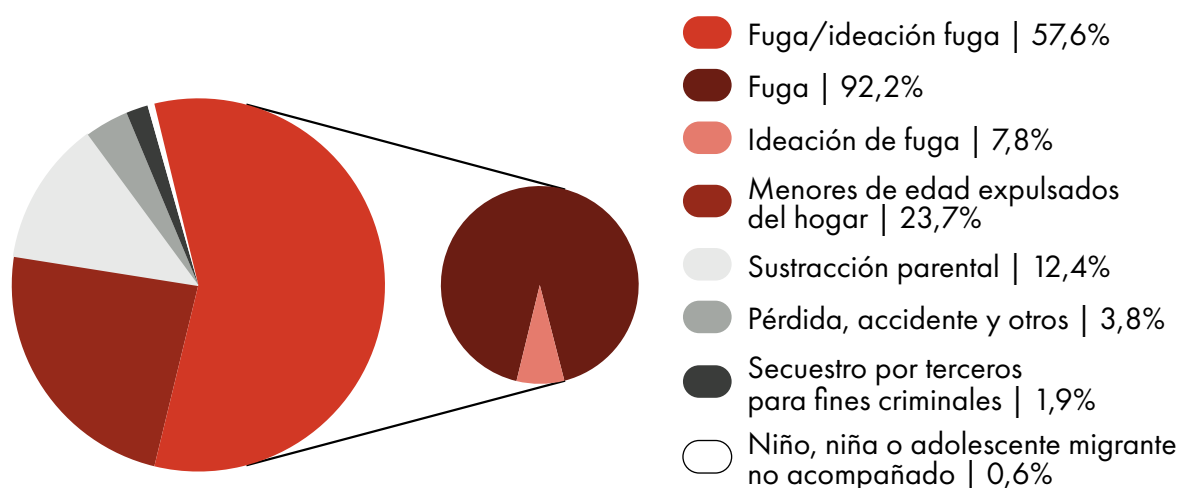 Fuga/ideación fuga | 57,6%
Fuga | 92,2%
Ideación de fuga | 7,8%
Menores de edad expulsados
del hogar | 23,7%
Sustracción parental | 12,4%
Pérdida, accidente y otros | 3,8%
Secuestro por terceros
para fines criminales | 1,9%
Niño, niña o adolescente migrante
no acompañado | 0,6%